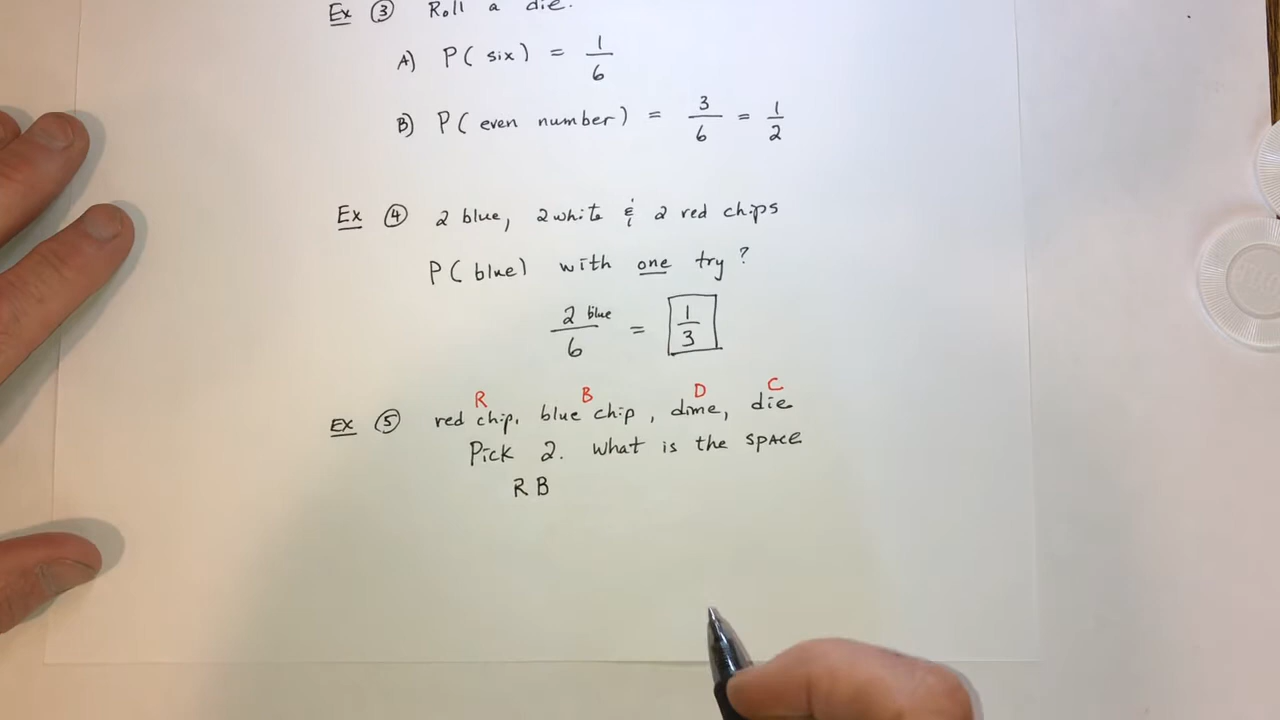 Ex ③ Roll a die.
A) P( six ) = 1/6
B) P( even number ) = 3/6 = 1/2
Ex ④ 2 blue, 2 white & 2 red chips
P( blue ) with one try ?
2 blue/6 = 1/3
R B D C
Ex ⑤ red chip, blue chip, dime, die
Pick 2. What is the space
R B